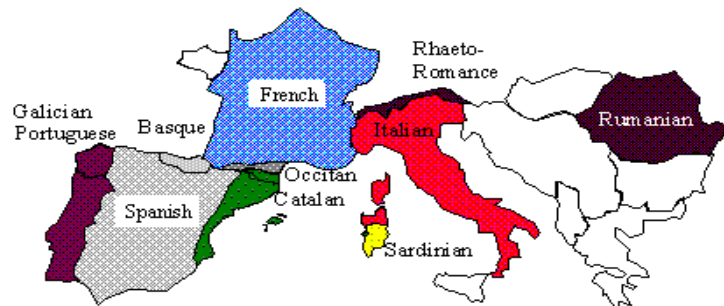 Rhaeto-
Romance
French
Galician
Portuguese
Basque
Italian
Rumanian
Occitan
Catalan
Spanish
Sardinian